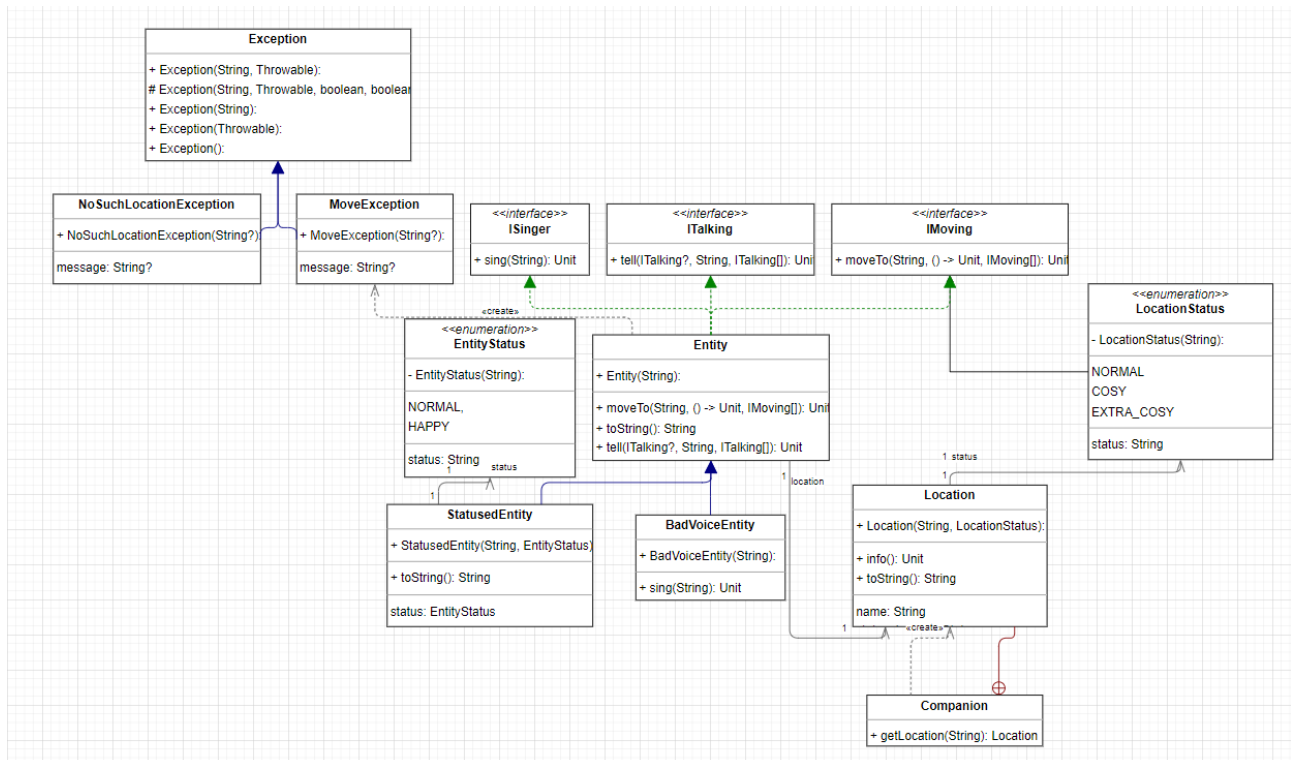 Exception
+ Exception(String, Throwable):
# Exception(String, Throwable, boolean, boolean
+ Exception(String):
+ Exception(Throwable):
+ Exception():
NoSuchLocationException
+ NoSuchLocationException(String?)
message: String?
MoveException
+ MoveException(String?):
message: String?
<<interface>>
ISinger
+ sing(String): Unit
<<interface>>
ITalking
+ tell(ITalking?, String, ITalking[]): Unit
<<interface>>
IMoving
+ moveTo(String, () -> Unit, IMoving[]): Unit
«create»
<<enumeration>>
EntityStatus
- EntityStatus(String):
NORMAL,
HAPPY
status: String
Entity
+ Entity(String):
+ moveTo(String, () -> Unit, IMoving[]): Unit
+ toString(): String
+ tell(ITalking?, String, ITalking[]): Unit
<<enumeration>>
LocationStatus
- LocationStatus(String):
NORMAL
COSY
EXTRA_COSY
status: String
1
status
1
1
location
1 status
1
StatusedEntity
+ StatusedEntity(String, EntityStatus)
+ toString(): String
status: EntityStatus
BadVoiceEntity
+ BadVoiceEntity(String):
+ sing(String): Unit
Location
+ Location(String, LocationStatus):
+ info(): Unit
+ toString(): String
name: String
1
«create»
Companion
+ getLocation(String): Location